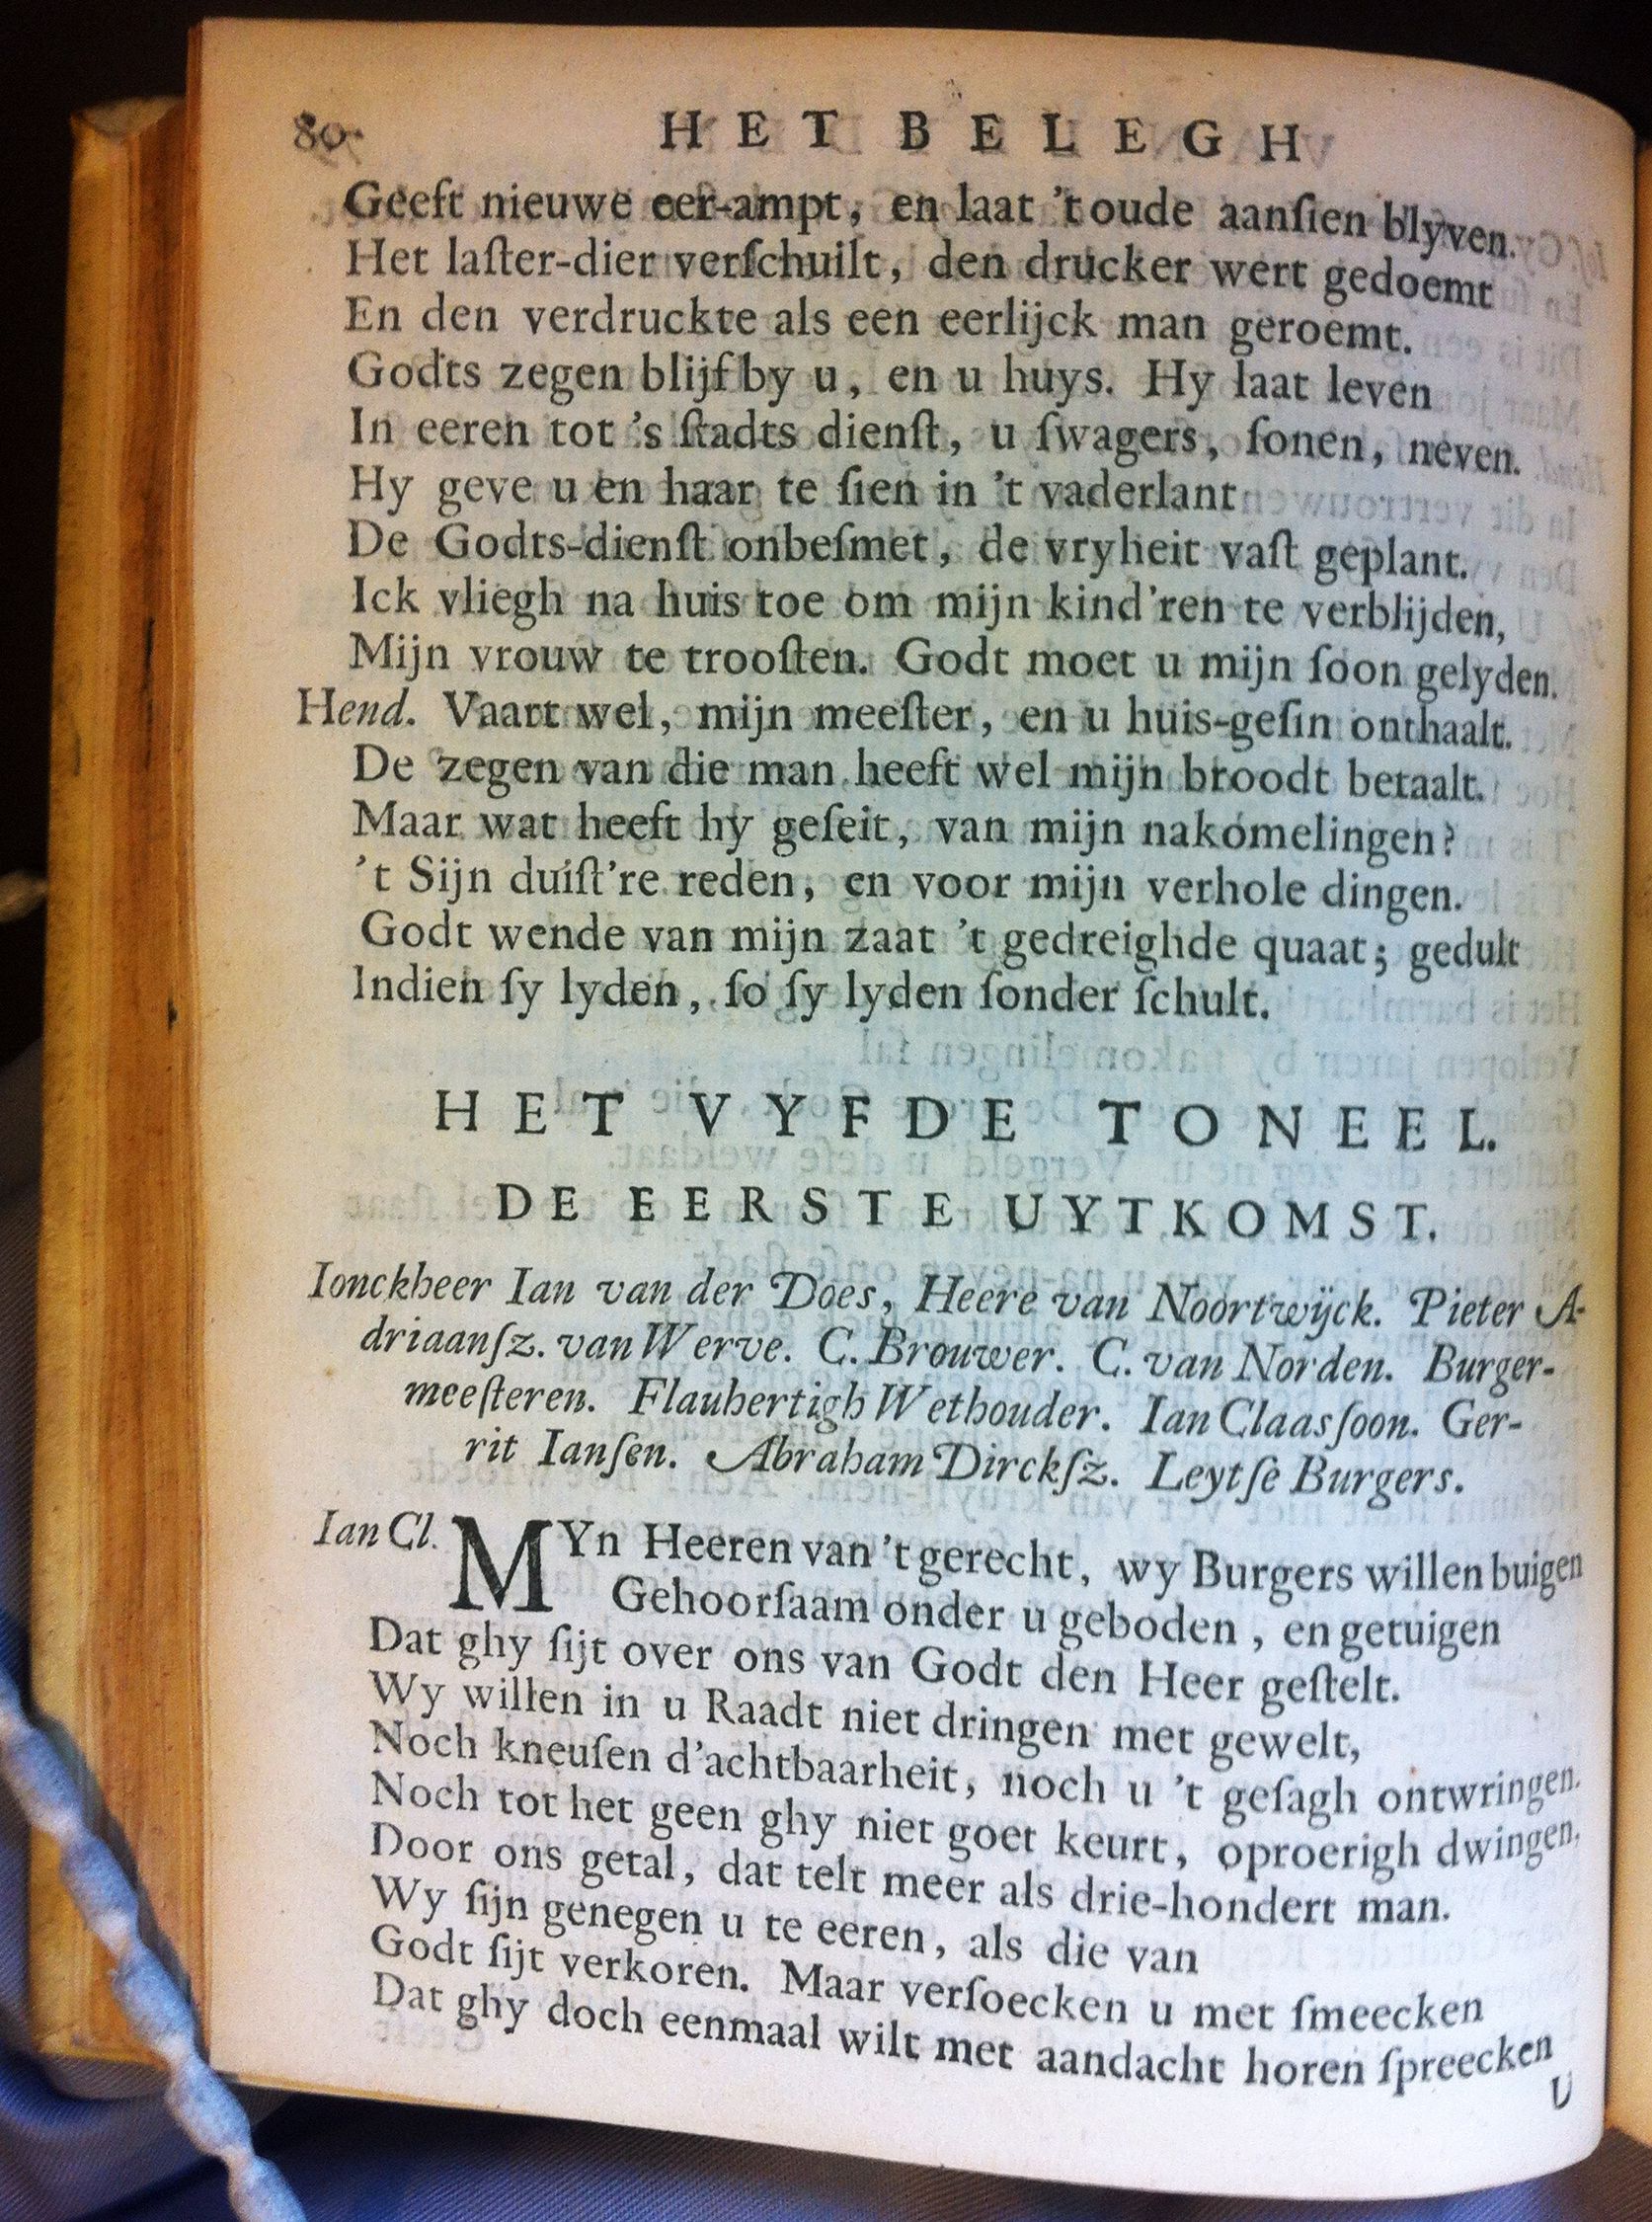 80 HET BELEGH
Geeft nieuwe eer-ampt, en laat 't oude aanſien blyven.
Het laſter-dier verſchuilt, den drucker wert gedoemt
En den verdruckte als een eerlijck man geroemt.
Godts zegen blijf by u, en u huys. Hy laat leven
In eeren tot 's ſtadts dienſt, u ſwagers, ſonen, neven.
Hy geve u en haar te ſien in 't vaderlant
De Godts-dienſt onbeſmet, de vryheit vaſt geplant.
Ick vliegh na huis toe om mijn kind'ren te verblijden,
Mijn vrouw te trooſten. Godt moet u mijn ſoon gelyden.
Hend. Vaart wel, mijn meeſter, en u huis-geſin onthaalt.
De zegen van die man heeft wel mijn broodt betaalt.
Maar wat heeft hy geſeit, van mijn nakomelingen?
't Sijn duiſt're reden, en voor mijn verhole dingen.
Godt wende van mijn zaat 't gedreighde quaat; gedult
Indien ſy lyden, ſo ſy lyden ſonder ſchult.
HET VYFDE TONEEL.
DE EERSTE UYTKOMST.
Ionckheer Ian van der Does, Heere van Noortwijck. Pieter A-
driaanſz. van Werve. C. Brouwer. C. van Norden. Burger-
meeſteren. Flauhertigh Wethouder. Ian Claasſoon. Ger-
rit Ianſen. Abraham Dirckſz. Leytſe Burgers.
Ian Cl. MYn Heeren van 't gerecht, wy Burgers willen buigen
Gehoorſaam onder u geboden, en getuigen
Dat ghy ſijt over ons van Godt den Heer geſtelt.
Wy willen in u Raadt niet dringen met gewelt,
Noch kneuſen d'achtbaarheit, noch u 't geſagh ontwringen.
Noch tot het geen ghy niet goet keurt, oproerigh dwingen,
Door ons getal, dat telt meer als drie-hondert man.
Wy ſijn genegen u te eeren, als die van
Godt ſijt verkoren. Maar verſoecken u met ſmeecken
Dat ghy doch eenmaal wilt met aandacht horen ſpreecken
U